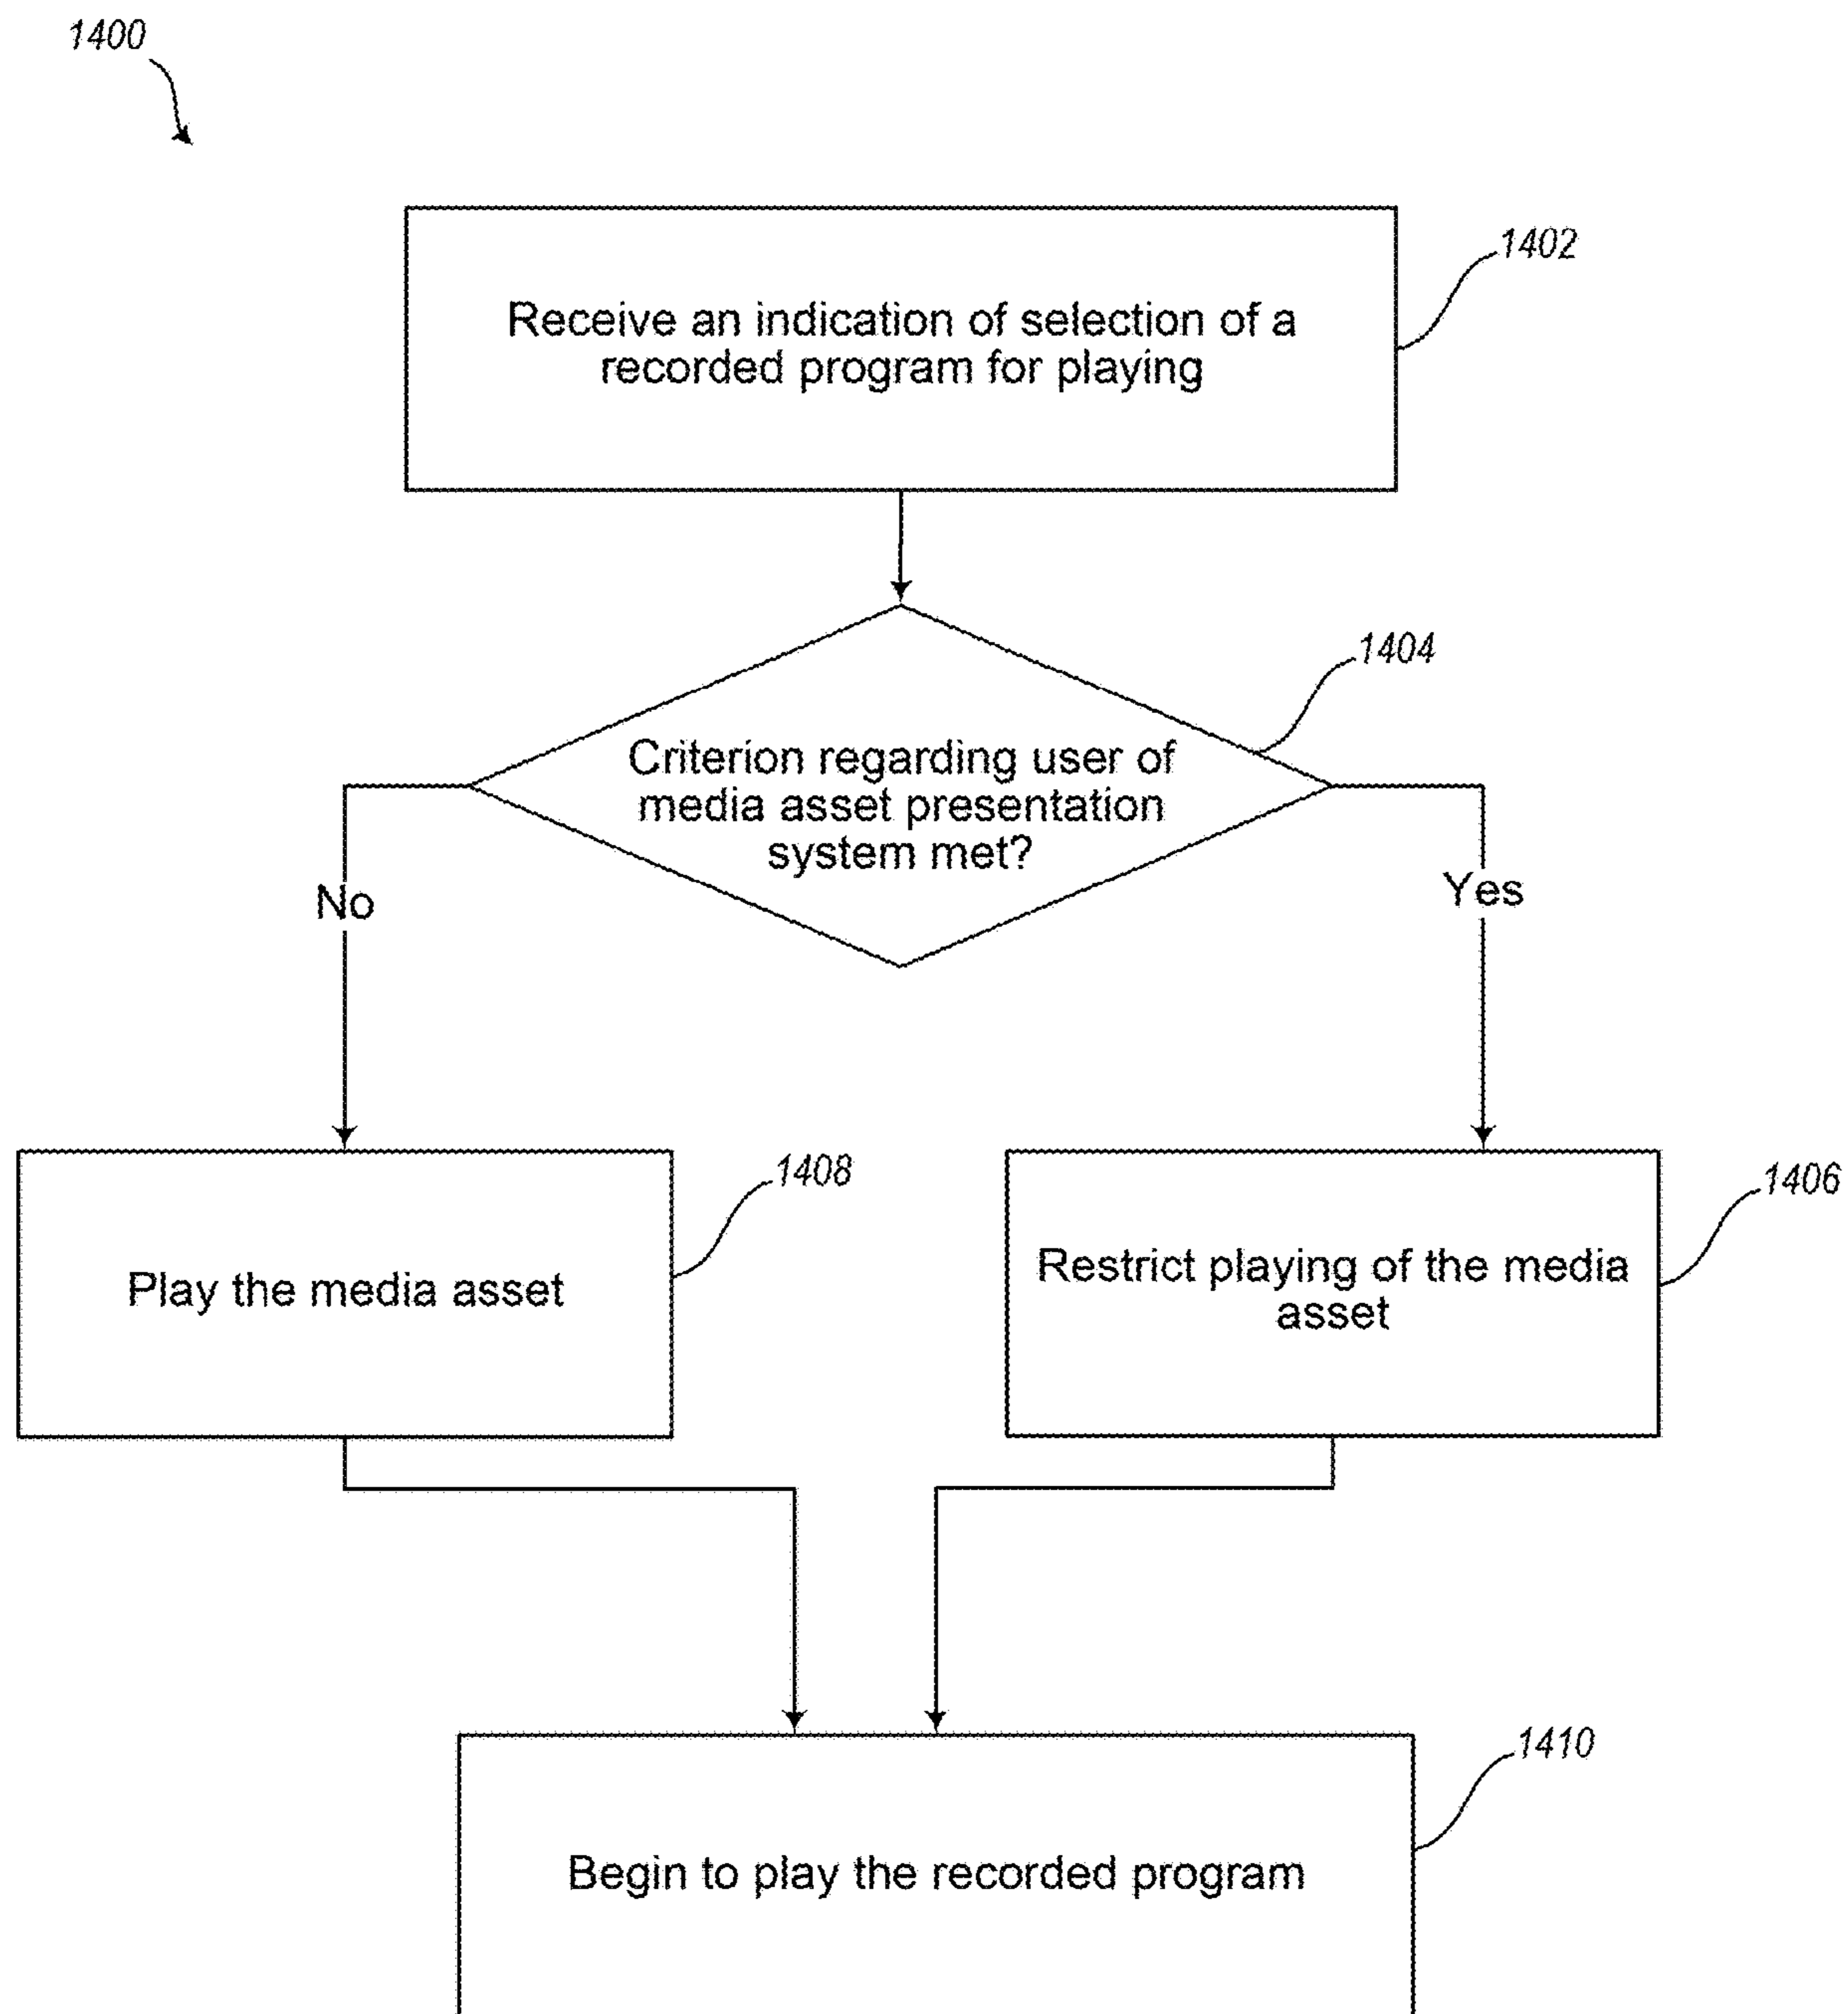 1400
1402
Receive an indication of selection of a
recorded program for playing
1404
Criterion regarding user of
media asset presentation
system met?
No
Yes
1408
1406
Play the media asset
Restrict playing of the media
asset
1410
Begin to play the recorded program